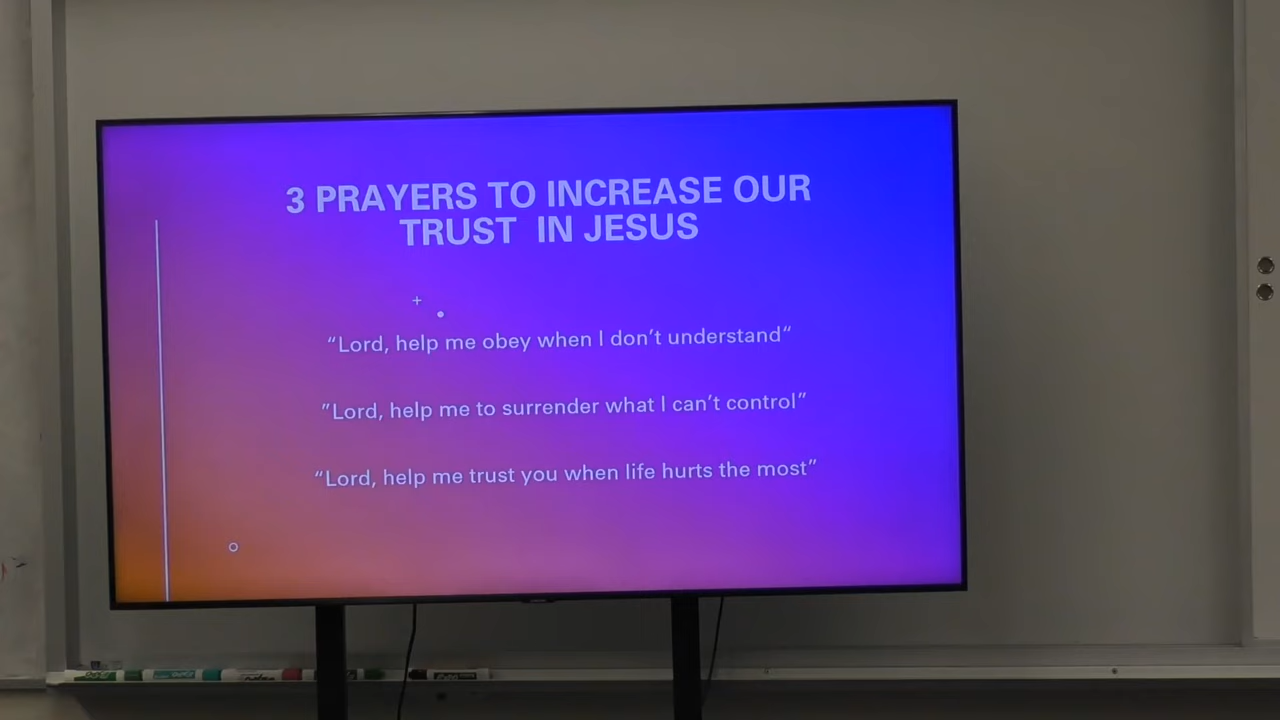 3 PRAYERS TO INCREASE OUR
TRUST IN JESUS
“Lord, help me obey when I don’t understand“
”Lord, help me to surrender what I can’t control”
“Lord, help me trust you when life hurts the most”